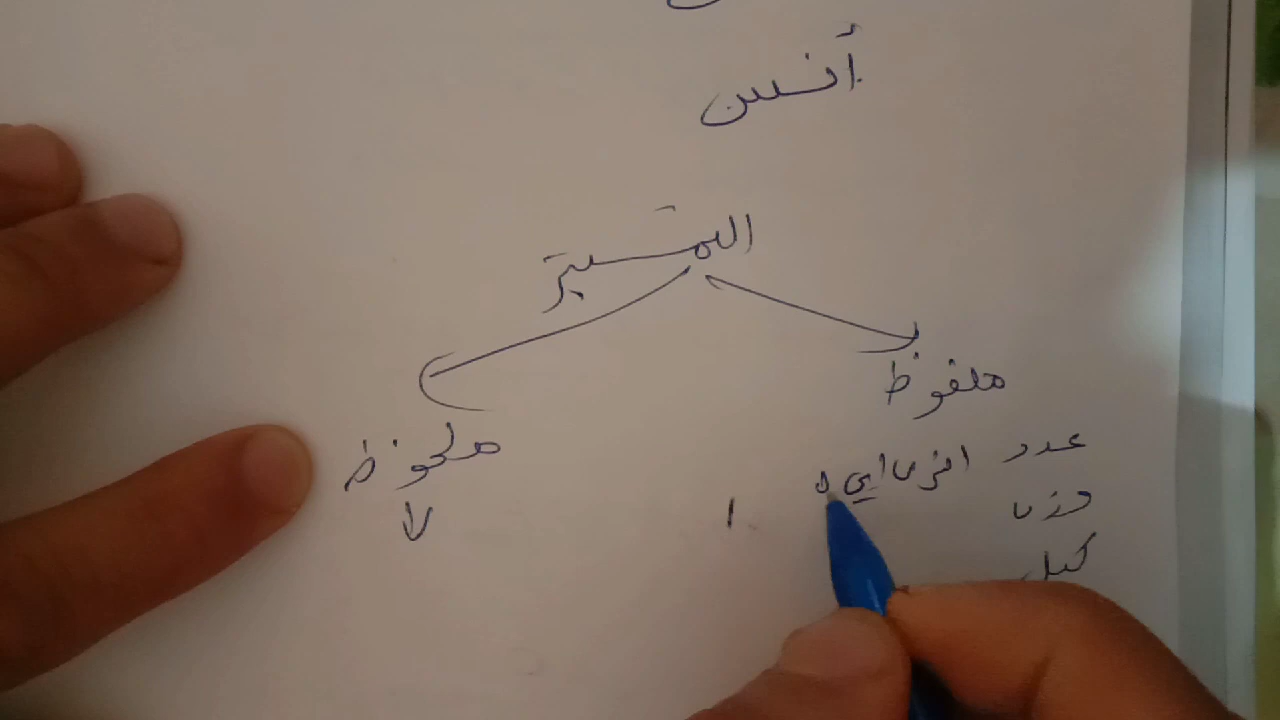 أنس
التمييز
ملفوظ
ملحوظ
عدد
وزن
كيل